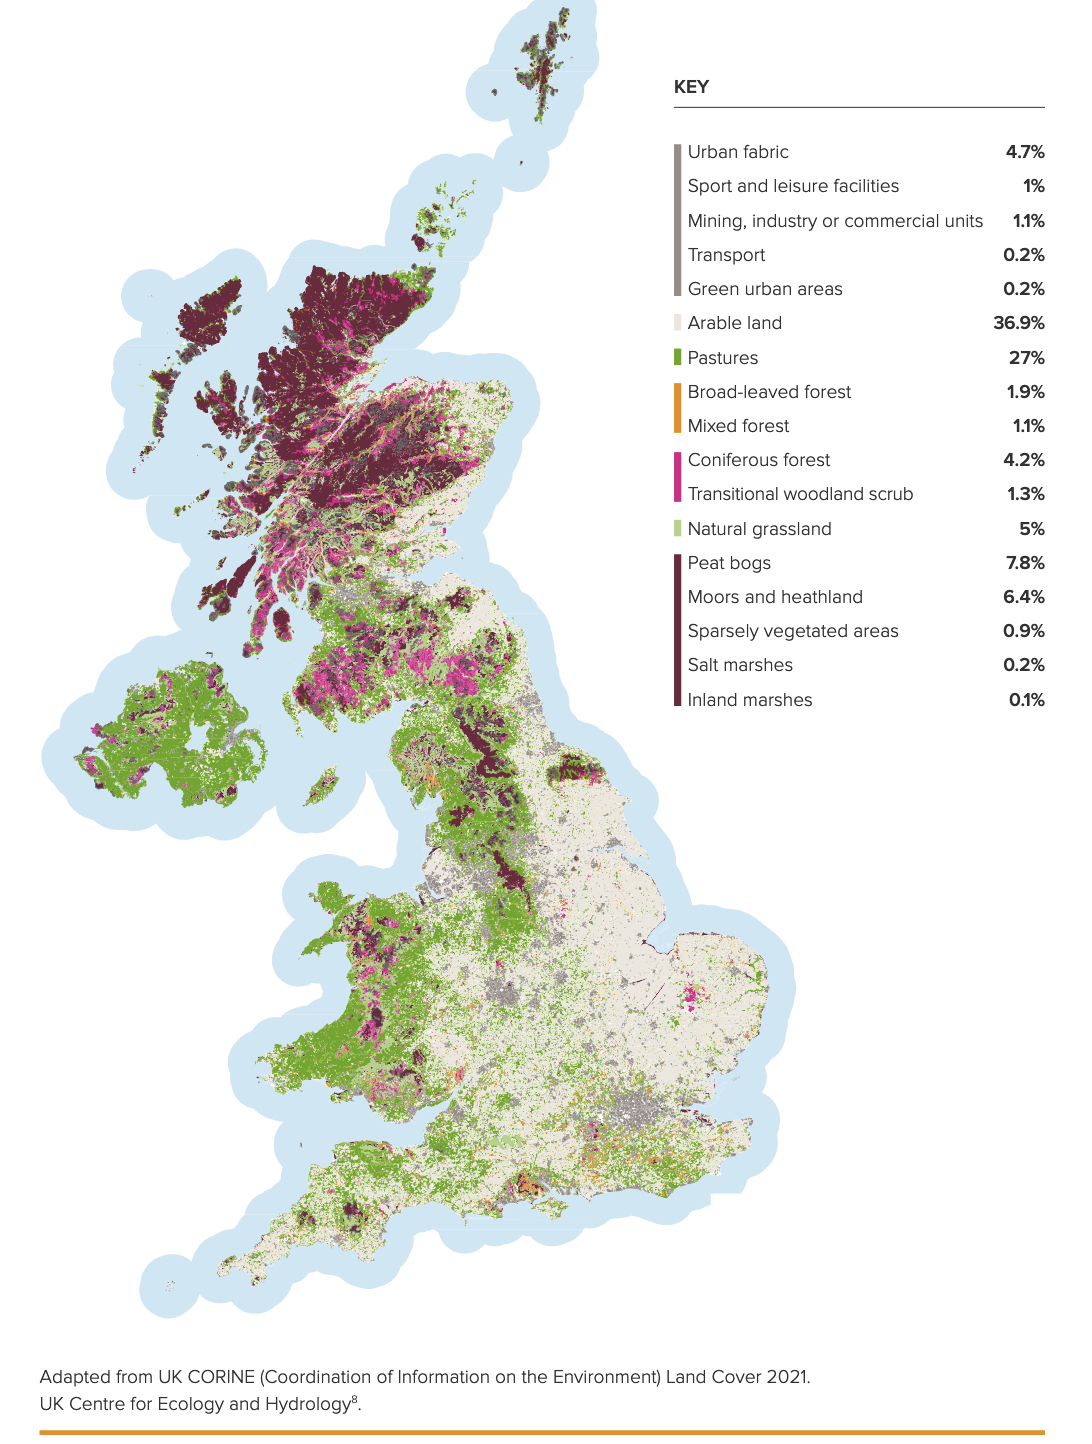 KEY
Urban fabric 4.7%
Sport and leisure facilities 1%
Mining, industry or commercial units 1.1%
Transport 0.2%
Green urban areas 0.2%
Arable land 36.9%
Pastures 27%
Broad-leaved forest 1.9%
Mixed forest 1.1%
Coniferous forest 4.2%
Transitional woodland scrub 1.3%
Natural grassland 5%
Peat bogs 7.8%
Moors and heathland 6.4%
Sparsely vegetated areas 0.9%
Salt marshes 0.2%
Inland marshes 0.1%
Adapted from UK CORINE (Coordination of Information on the Environment) Land Cover 2021.
UK Centre for Ecology and Hydrology⁸.